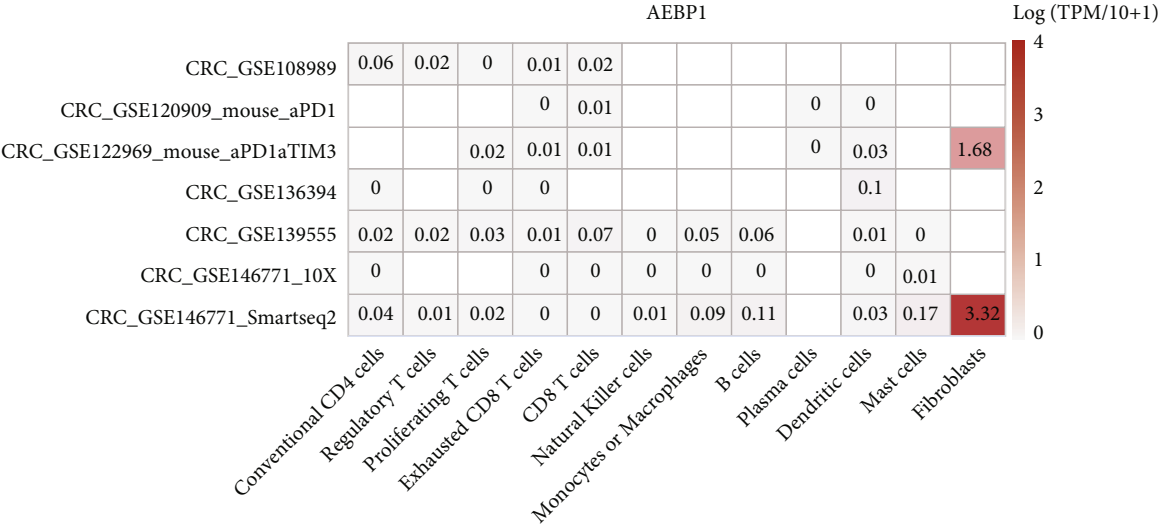 AEBP1
Log (TPM/10+1)
CRC_GSE108989 0.06 0.02 0 0.01 0.02
CRC_GSE120909_mouse_aPD1 0 0.01 0 0
CRC_GSE122969_mouse_aPD1aTIM3 0.02 0.01 0.01 0 0.03 1.68
CRC_GSE136394 0 0 0 0.1
CRC_GSE139555 0.02 0.02 0.03 0.01 0.07 0 0.05 0.06 0.01 0
CRC_GSE146771_10X 0 0 0 0 0 0 0 0.01
CRC_GSE146771_Smartseq2 0.04 0.01 0.02 0 0 0.01 0.09 0.11 0.03 0.17 3.32
4
3
2
1
0
Conventional CD4 cells
Regulatory T cells
Proliferating T cells
Exhausted CD8 T cells
CD8 T cells
Natural Killer cells
Monocytes or Macrophages
B cells
Plasma cells
Dendritic cells
Mast cells
Fibroblasts